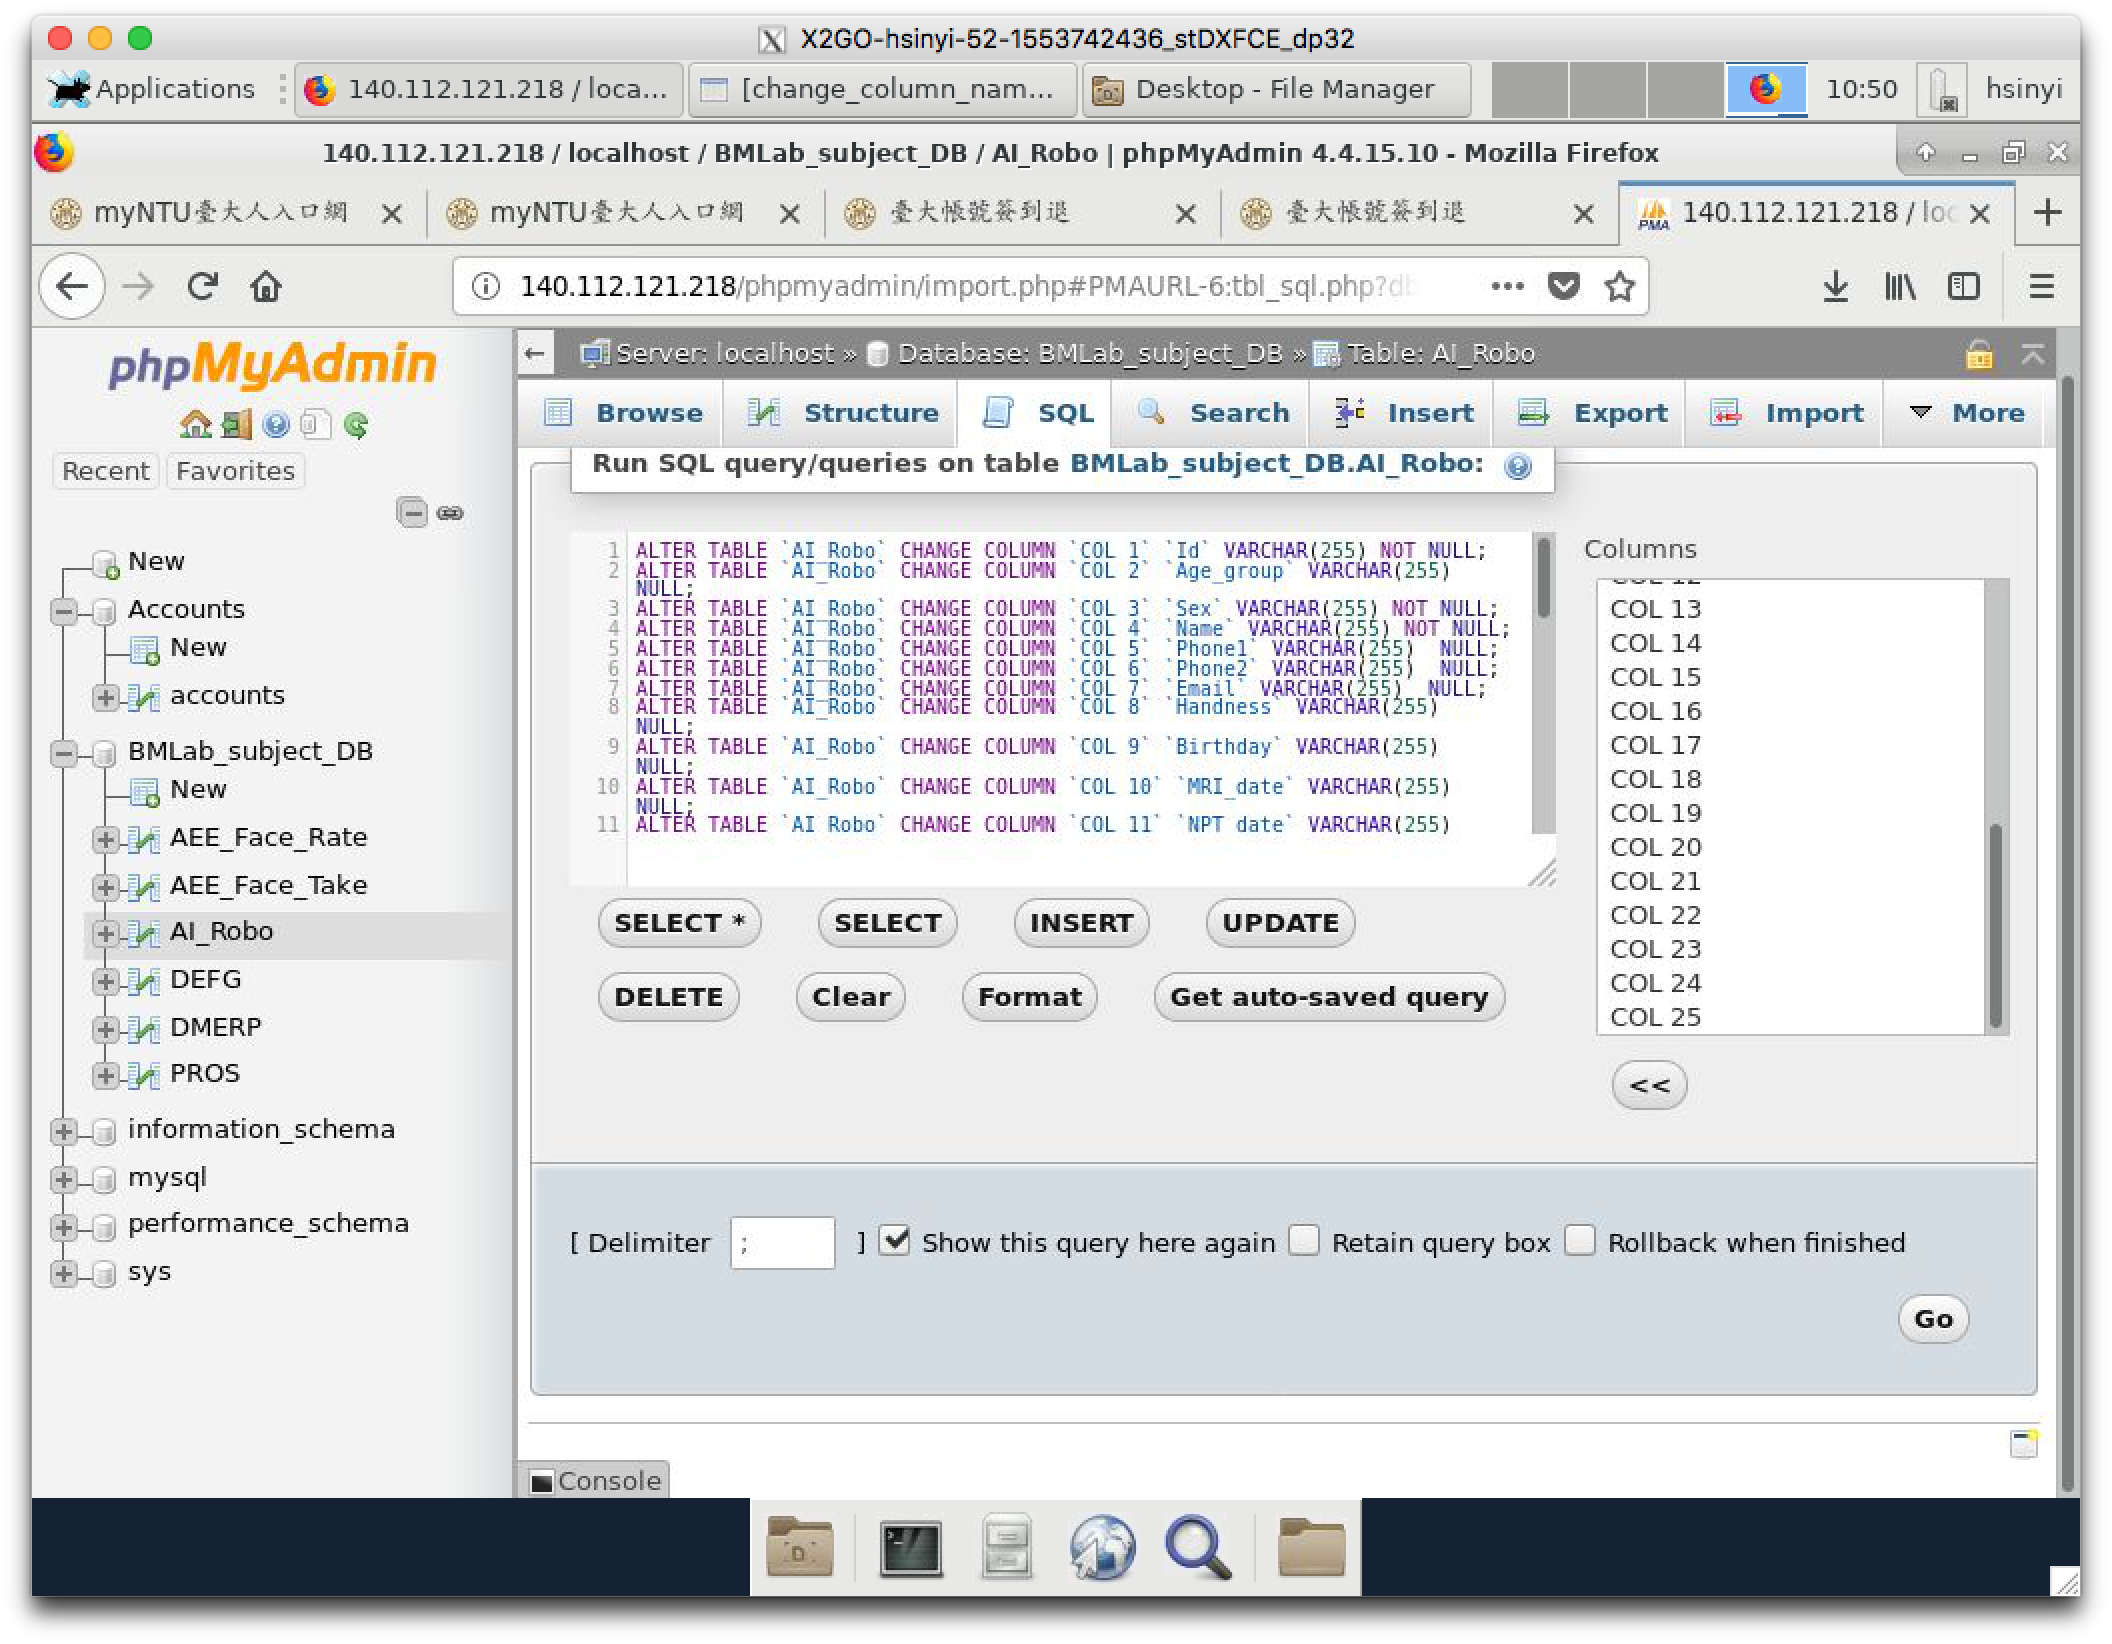 X2GO-hsinyi-52-1553742436_stDXFCE_dp32
Applications
140.112.121.218 / loca...
[change_column_nam...
Desktop - File Manager
10:50
hsinyi
140.112.121.218 / localhost / BMLab_subject_DB / AI_Robo | phpMyAdmin 4.4.15.10 - Mozilla Firefox
myNTU臺大人入口網
myNTU臺大人入口網
臺大帳號簽到退
臺大帳號簽到退
PMA
140.112.121.218 / loc
140.112.121.218/phpmyadmin/import.php#PMAURL-6:tbl_sql.php?db
phpMyAdmin
Recent
Favorites
New
Accounts
New
accounts
BMLab_subject_DB
New
AEE_Face_Rate
AEE_Face_Take
AI_Robo
DEFG
DMERP
PROS
information_schema
mysql
performance_schema
sys
Server: localhost » Database: BMLab_subject_DB » Table: AI_Robo
Browse
Structure
SQL
Search
Insert
Export
Import
More
Run SQL query/queries on table BMLab_subject_DB.AI_Robo:
1 ALTER TABLE `AI_Robo` CHANGE COLUMN `COL 1` `Id` VARCHAR(255) NOT NULL;
2 ALTER TABLE `AI_Robo` CHANGE COLUMN `COL 2` `Age_group` VARCHAR(255)
NULL;
3 ALTER TABLE `AI_Robo` CHANGE COLUMN `COL 3` `Sex` VARCHAR(255) NOT NULL;
4 ALTER TABLE `AI_Robo` CHANGE COLUMN `COL 4` `Name` VARCHAR(255) NOT NULL;
5 ALTER TABLE `AI_Robo` CHANGE COLUMN `COL 5` `Phone1` VARCHAR(255)  NULL;
6 ALTER TABLE `AI_Robo` CHANGE COLUMN `COL 6` `Phone2` VARCHAR(255)  NULL;
7 ALTER TABLE `AI_Robo` CHANGE COLUMN `COL 7` `Email` VARCHAR(255)  NULL;
8 ALTER TABLE `AI_Robo` CHANGE COLUMN `COL 8` `Handness` VARCHAR(255)
NULL;
9 ALTER TABLE `AI_Robo` CHANGE COLUMN `COL 9` `Birthday` VARCHAR(255)
NULL;
10 ALTER TABLE `AI_Robo` CHANGE COLUMN `COL 10` `MRI_date` VARCHAR(255)
NULL;
11 ALTER TABLE `AI_Robo` CHANGE COLUMN `COL 11` `NPT_date` VARCHAR(255)
Columns
COL 12
COL 13
COL 14
COL 15
COL 16
COL 17
COL 18
COL 19
COL 20
COL 21
COL 22
COL 23
COL 24
COL 25
<<
SELECT *
SELECT
INSERT
UPDATE
DELETE
Clear
Format
Get auto-saved query
[ Delimiter ; ] Show this query here again Retain query box Rollback when finished
Go
Console